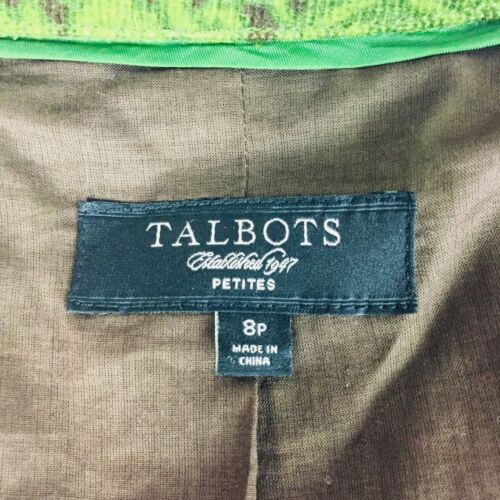 TALBOTS
Established 1947
PETITES
8P
MADE IN
CHINA